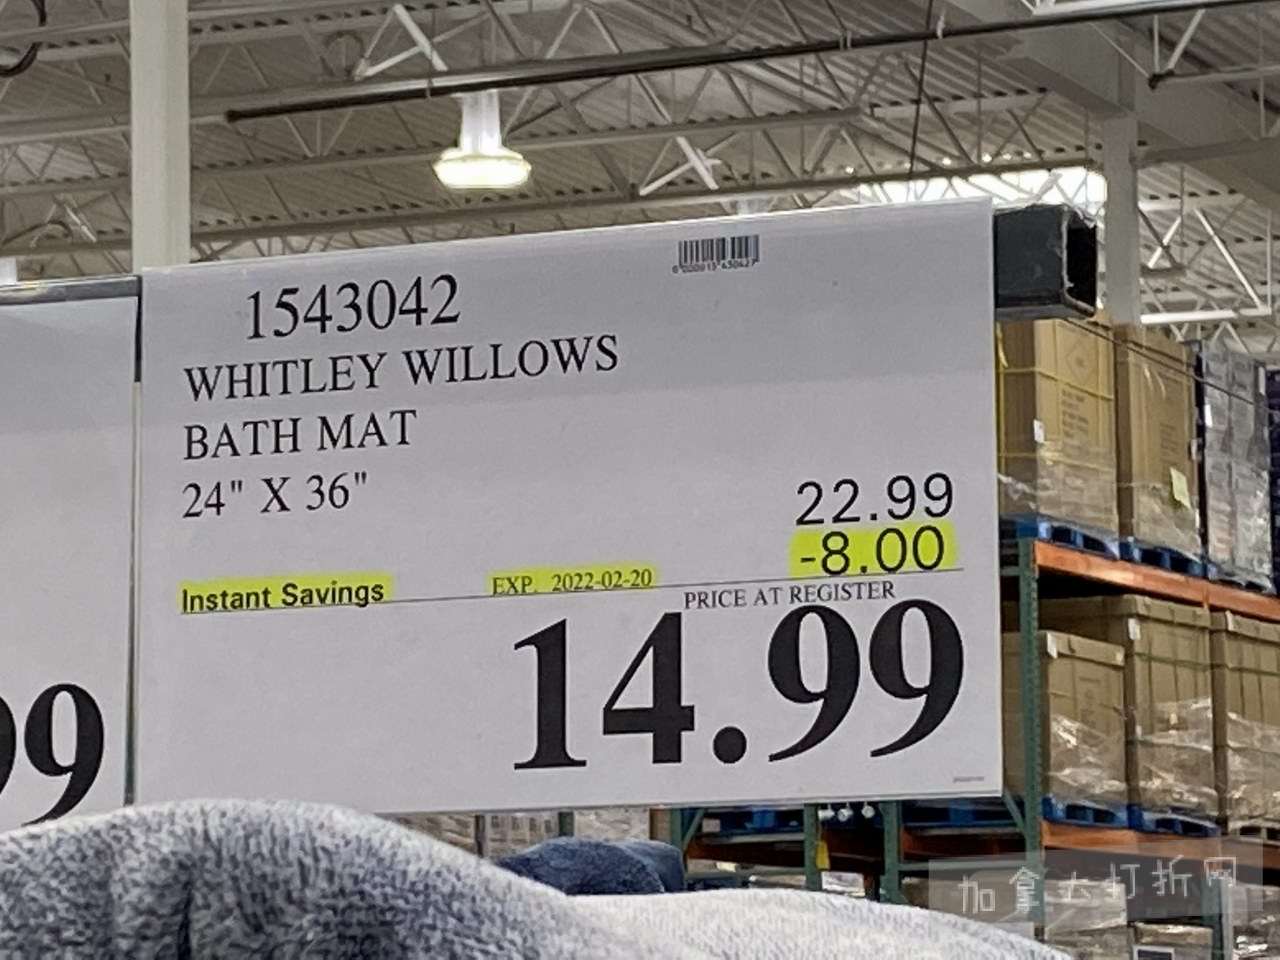 1543042
WHITLEY WILLOWS
BATH MAT
24" X 36"
22.99
-8.00
Instant Savings EXP. 2022-02-20
PRICE AT REGISTER
14.99
99
加拿大打折网